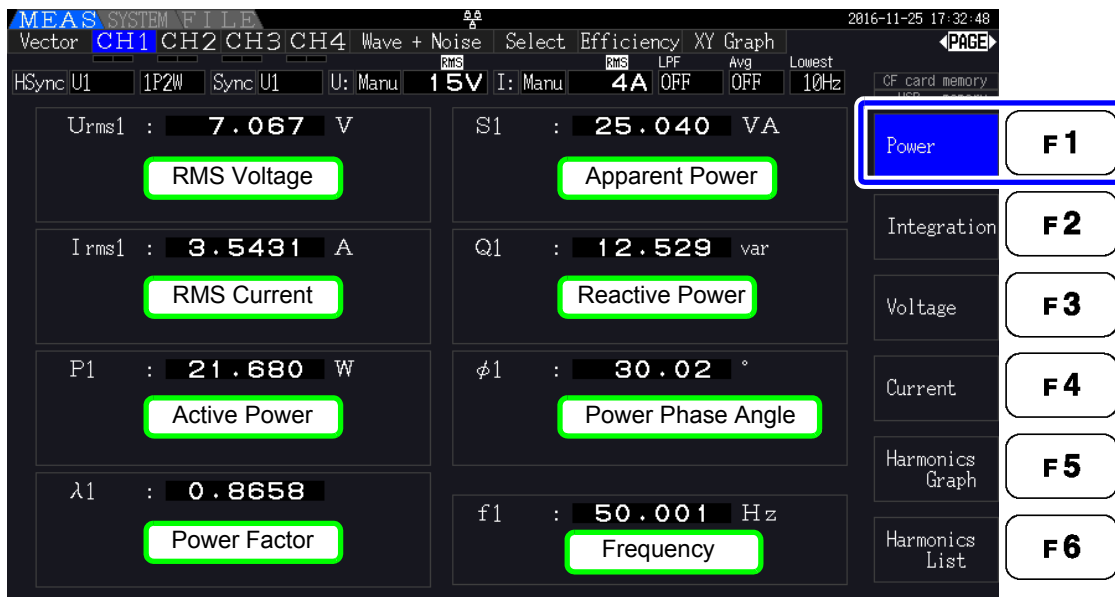 MEAS SYSTEM FILE 2016-11-25 17:32:48
Vector CH1 CH2 CH3 CH4 Wave + Noise Select Efficiency XY Graph PAGE
RMS RMS LPF Avg Lowest
HSync U1 1P2W Sync U1 U: Manu 15V I: Manu 4A OFF OFF 10Hz CF card memory
Urms1 : 7.067 V
RMS Voltage
S1 : 25.040 VA
Apparent Power
Irms1 : 3.5431 A
RMS Current
Q1 : 12.529 var
Reactive Power
P1 : 21.680 W
Active Power
φ1 : 30.02 °
Power Phase Angle
λ1 : 0.8658
Power Factor
f1 : 50.001 Hz
Frequency
Power F1
Integration F2
Voltage F3
Current F4
Harmonics
Graph F5
Harmonics
List F6